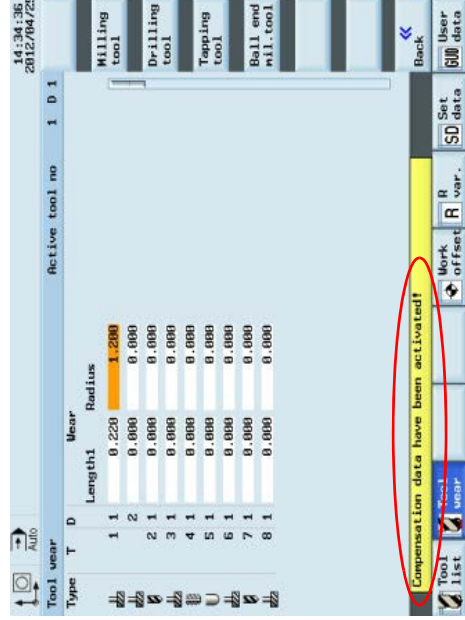 Auto
14:34:36
2012/04/25
Tool wear
Active tool no 1 D 1
Type T D Wear
Length1 Radius
1 1 0.220 1.200
2 0.000 0.000
2 1 0.000 0.000
3 1 0.000 0.000
4 1 0.000 0.000
5 1 0.000 0.000
6 1 0.000 0.000
7 1 0.000 0.000
8 1 0.000 0.000
Milling
tool
Drilling
tool
Tapping
tool
Ball end
mil.tool
«
Back
Compensation data have been activated!
Tool
list
Tool
wear
Work
offset
R R
var.
SD Set
data
GUD User
data